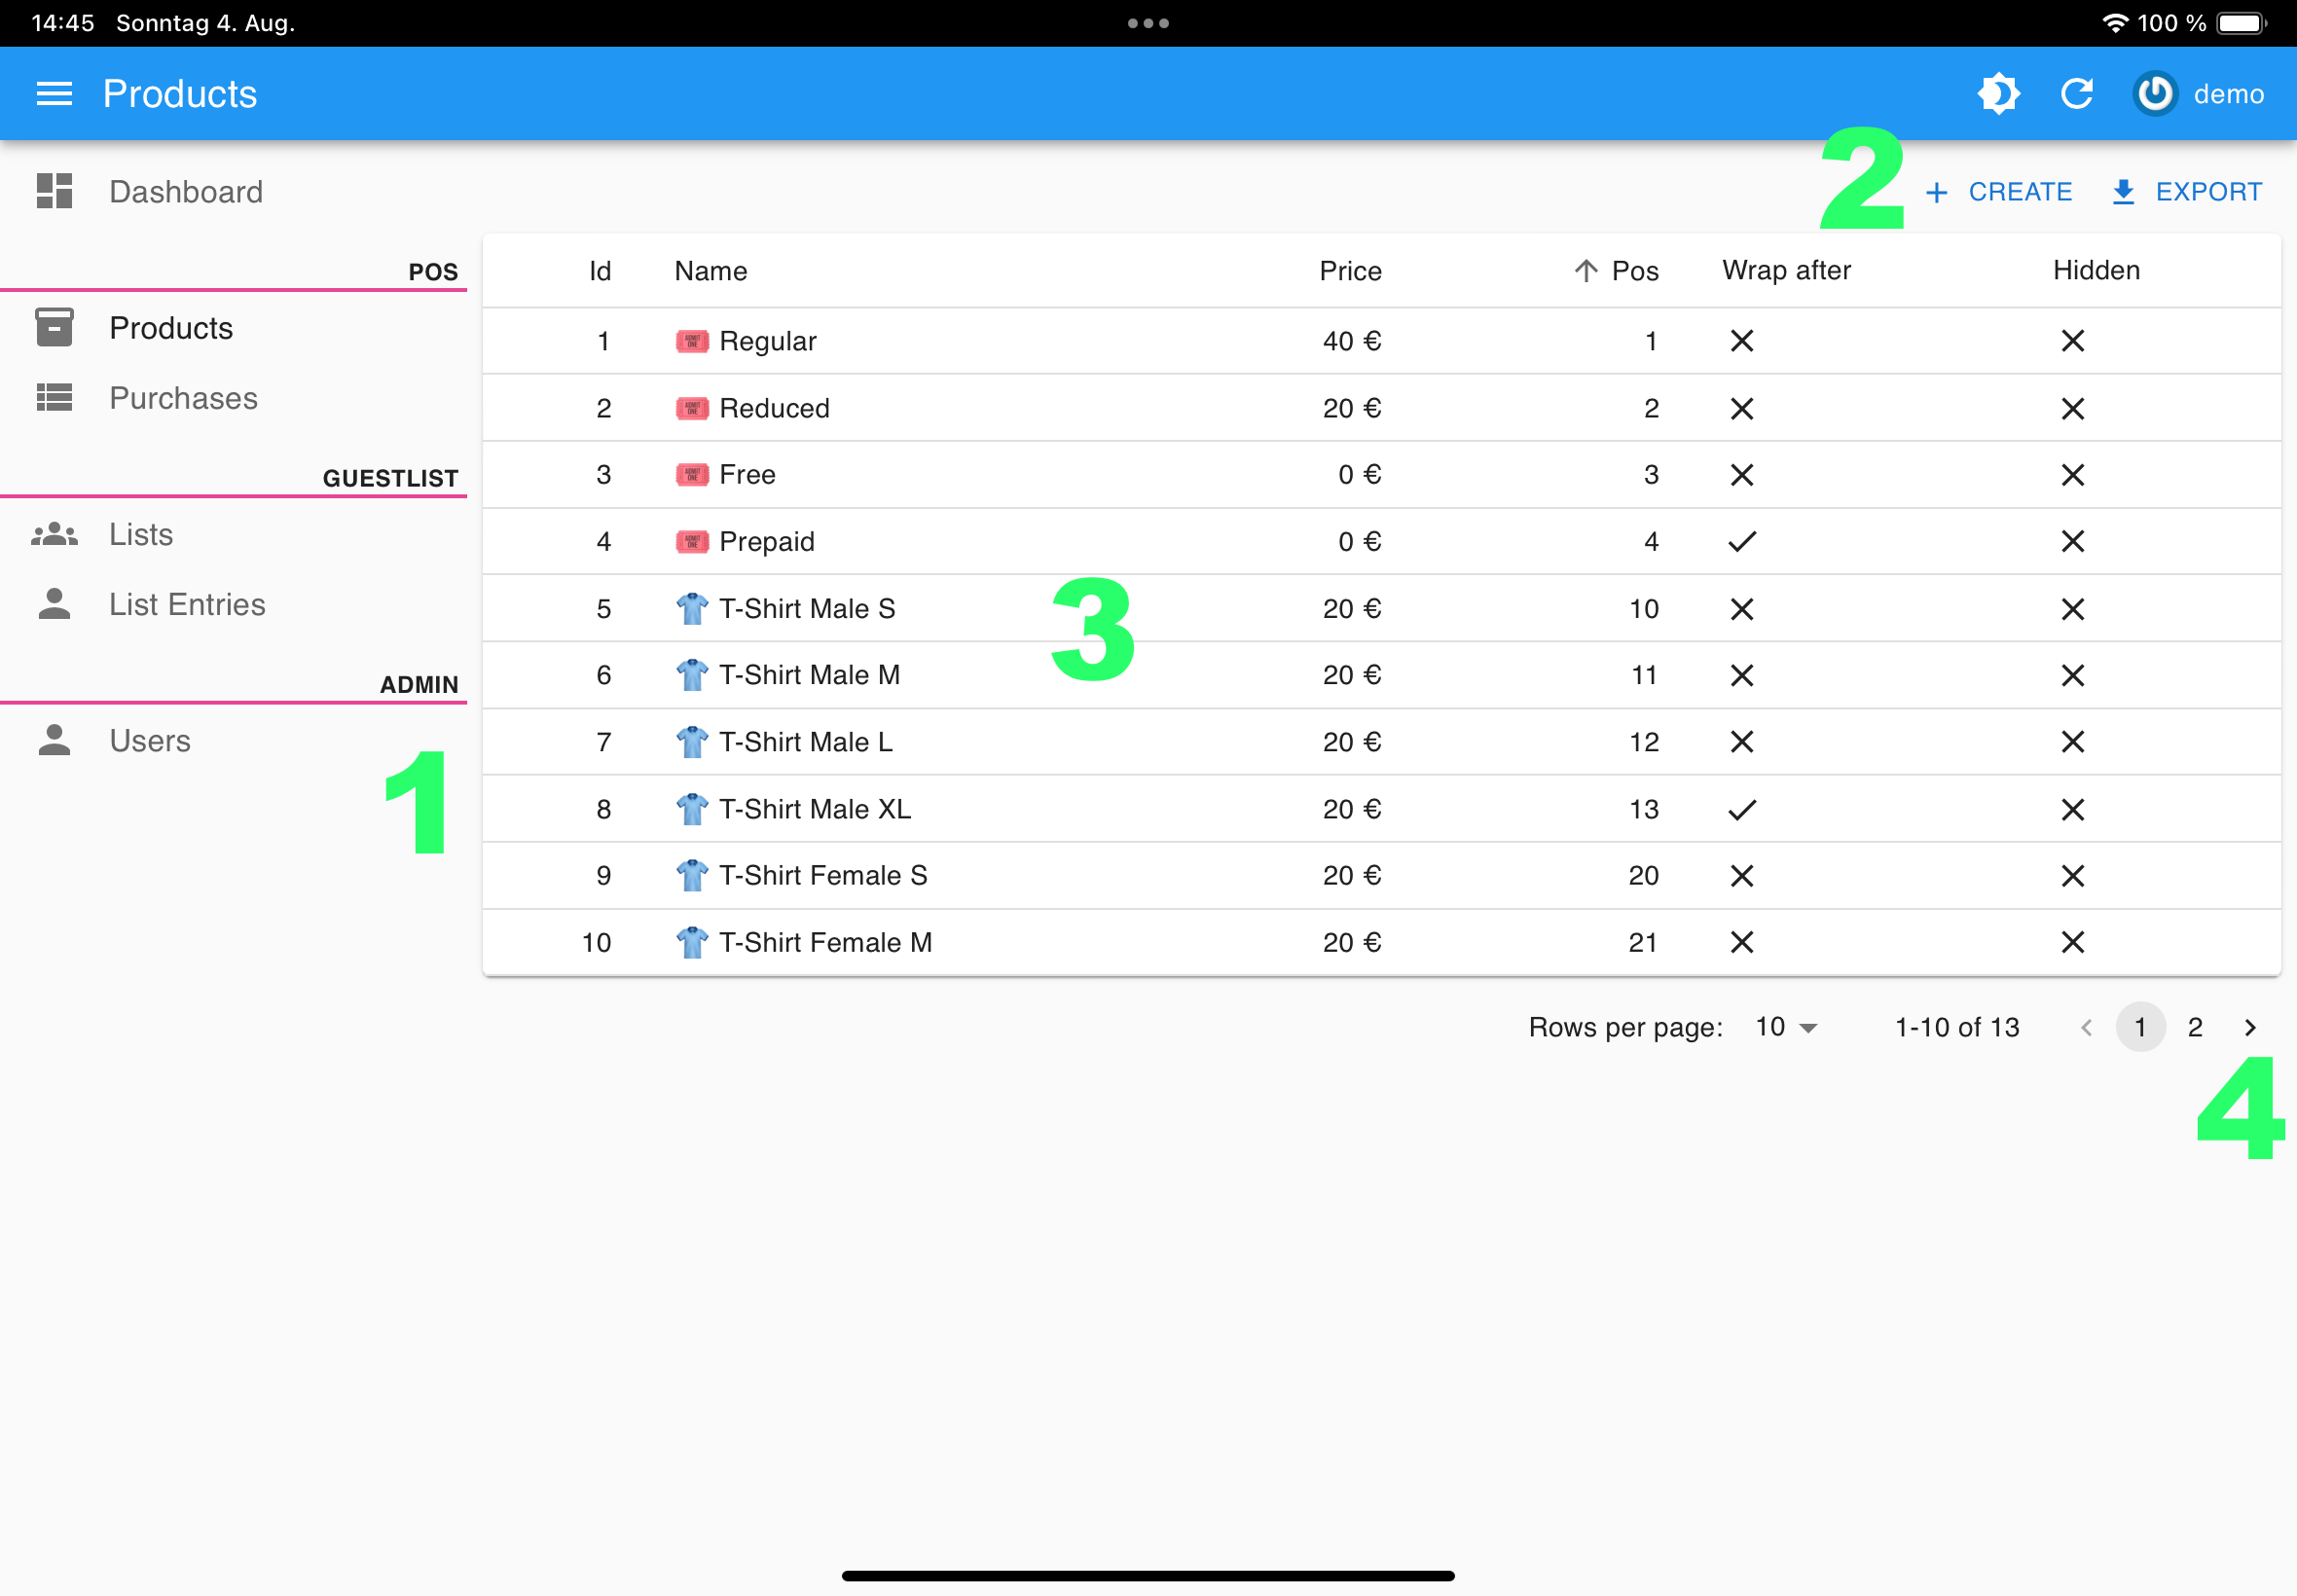 14:45 Sonntag 4. Aug. 100 %
Products demo
Dashboard
2
+ CREATE EXPORT
POS
Products
Purchases
GUESTLIST
Lists
List Entries
ADMIN
Users
1
Id Name Price Pos Wrap after Hidden
1 Regular 40 € 1
2 Reduced 20 € 2
3 Free 0 € 3
4 Prepaid 0 € 4
5 T-Shirt Male S 20 € 10
3
6 T-Shirt Male M 20 € 11
7 T-Shirt Male L 20 € 12
8 T-Shirt Male XL 20 € 13
9 T-Shirt Female S 20 € 20
10 T-Shirt Female M 20 € 21
Rows per page: 10 1-10 of 13 1 2
4